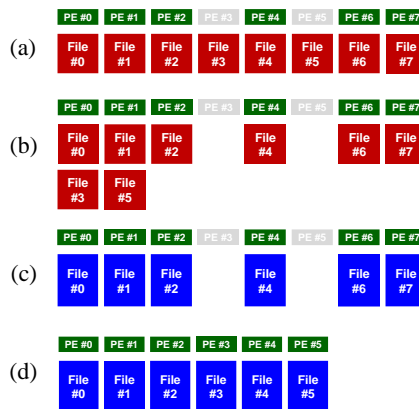 PE #0 PE #1 PE #2 PE #3 PE #4 PE #5 PE #6 PE #7
(a) File #0 File #1 File #2 File #3 File #4 File #5 File #6 File #7
PE #0 PE #1 PE #2 PE #3 PE #4 PE #5 PE #6 PE #7
(b) File #0 File #1 File #2 File #4 File #6 File #7
File #3 File #5
PE #0 PE #1 PE #2 PE #3 PE #4 PE #5 PE #6 PE #7
(c) File #0 File #1 File #2 File #4 File #6 File #7
PE #0 PE #1 PE #2 PE #3 PE #4 PE #5
(d) File #0 File #1 File #2 File #3 File #4 File #5